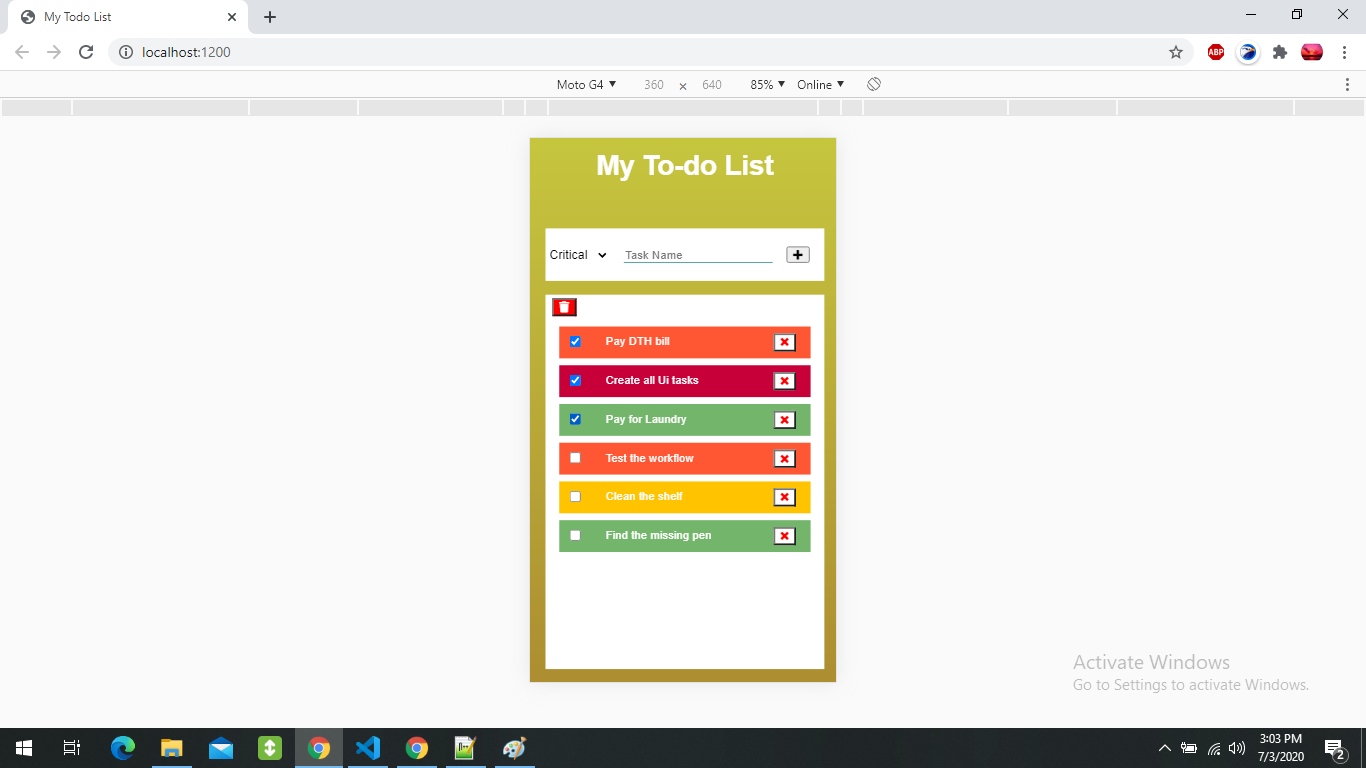 My Todo List
localhost:1200
ABP
Moto G4 360 × 640 85% Online
My To-do List
Critical Task Name
Pay DTH bill
Create all Ui tasks
Pay for Laundry
Test the workflow
Clean the shelf
Find the missing pen
Activate Windows
Go to Settings to activate Windows.
3:03 PM
7/3/2020
2